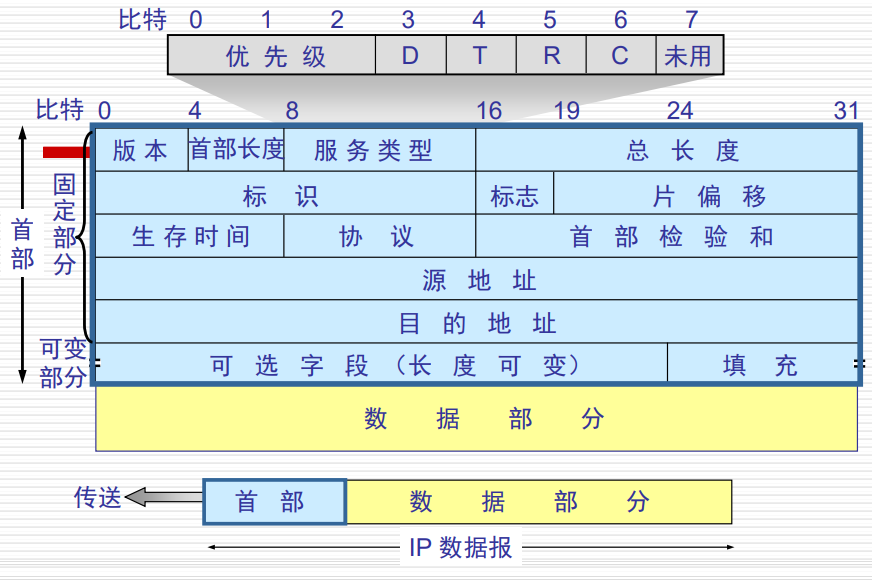 比特 0 1 2 3 4 5 6 7
优先级 D T R C 未用
比特 0 4 8 16 19 24 31
版本 首部长度 服务类型 总长度
标识 标志 片偏移
生存时间 协议 首部检验和
源地址
目的地址
可选字段（长度可变） 填充
首部
固定部分
可变
部分
数据部分
传送 首部 数据部分
IP 数据报